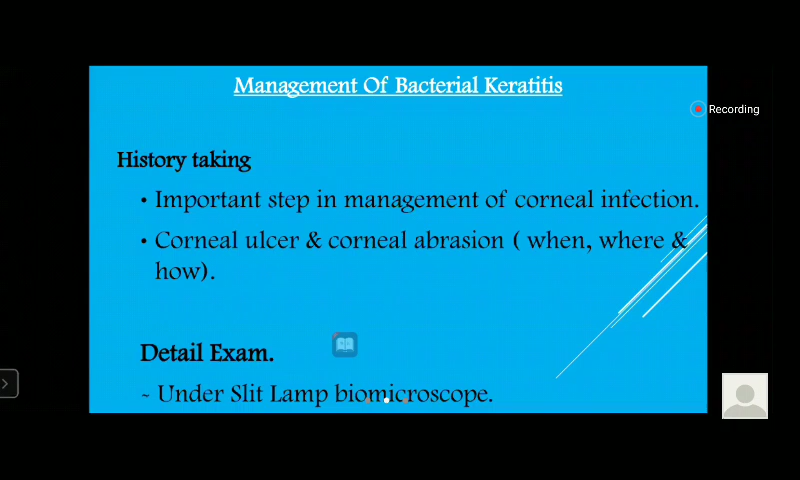 Management Of Bacterial Keratitis
Recording
History taking
• Important step in management of corneal infection.
• Corneal ulcer & corneal abrasion ( when, where &
how).
Detail Exam.
~ Under Slit Lamp biomicroscope.